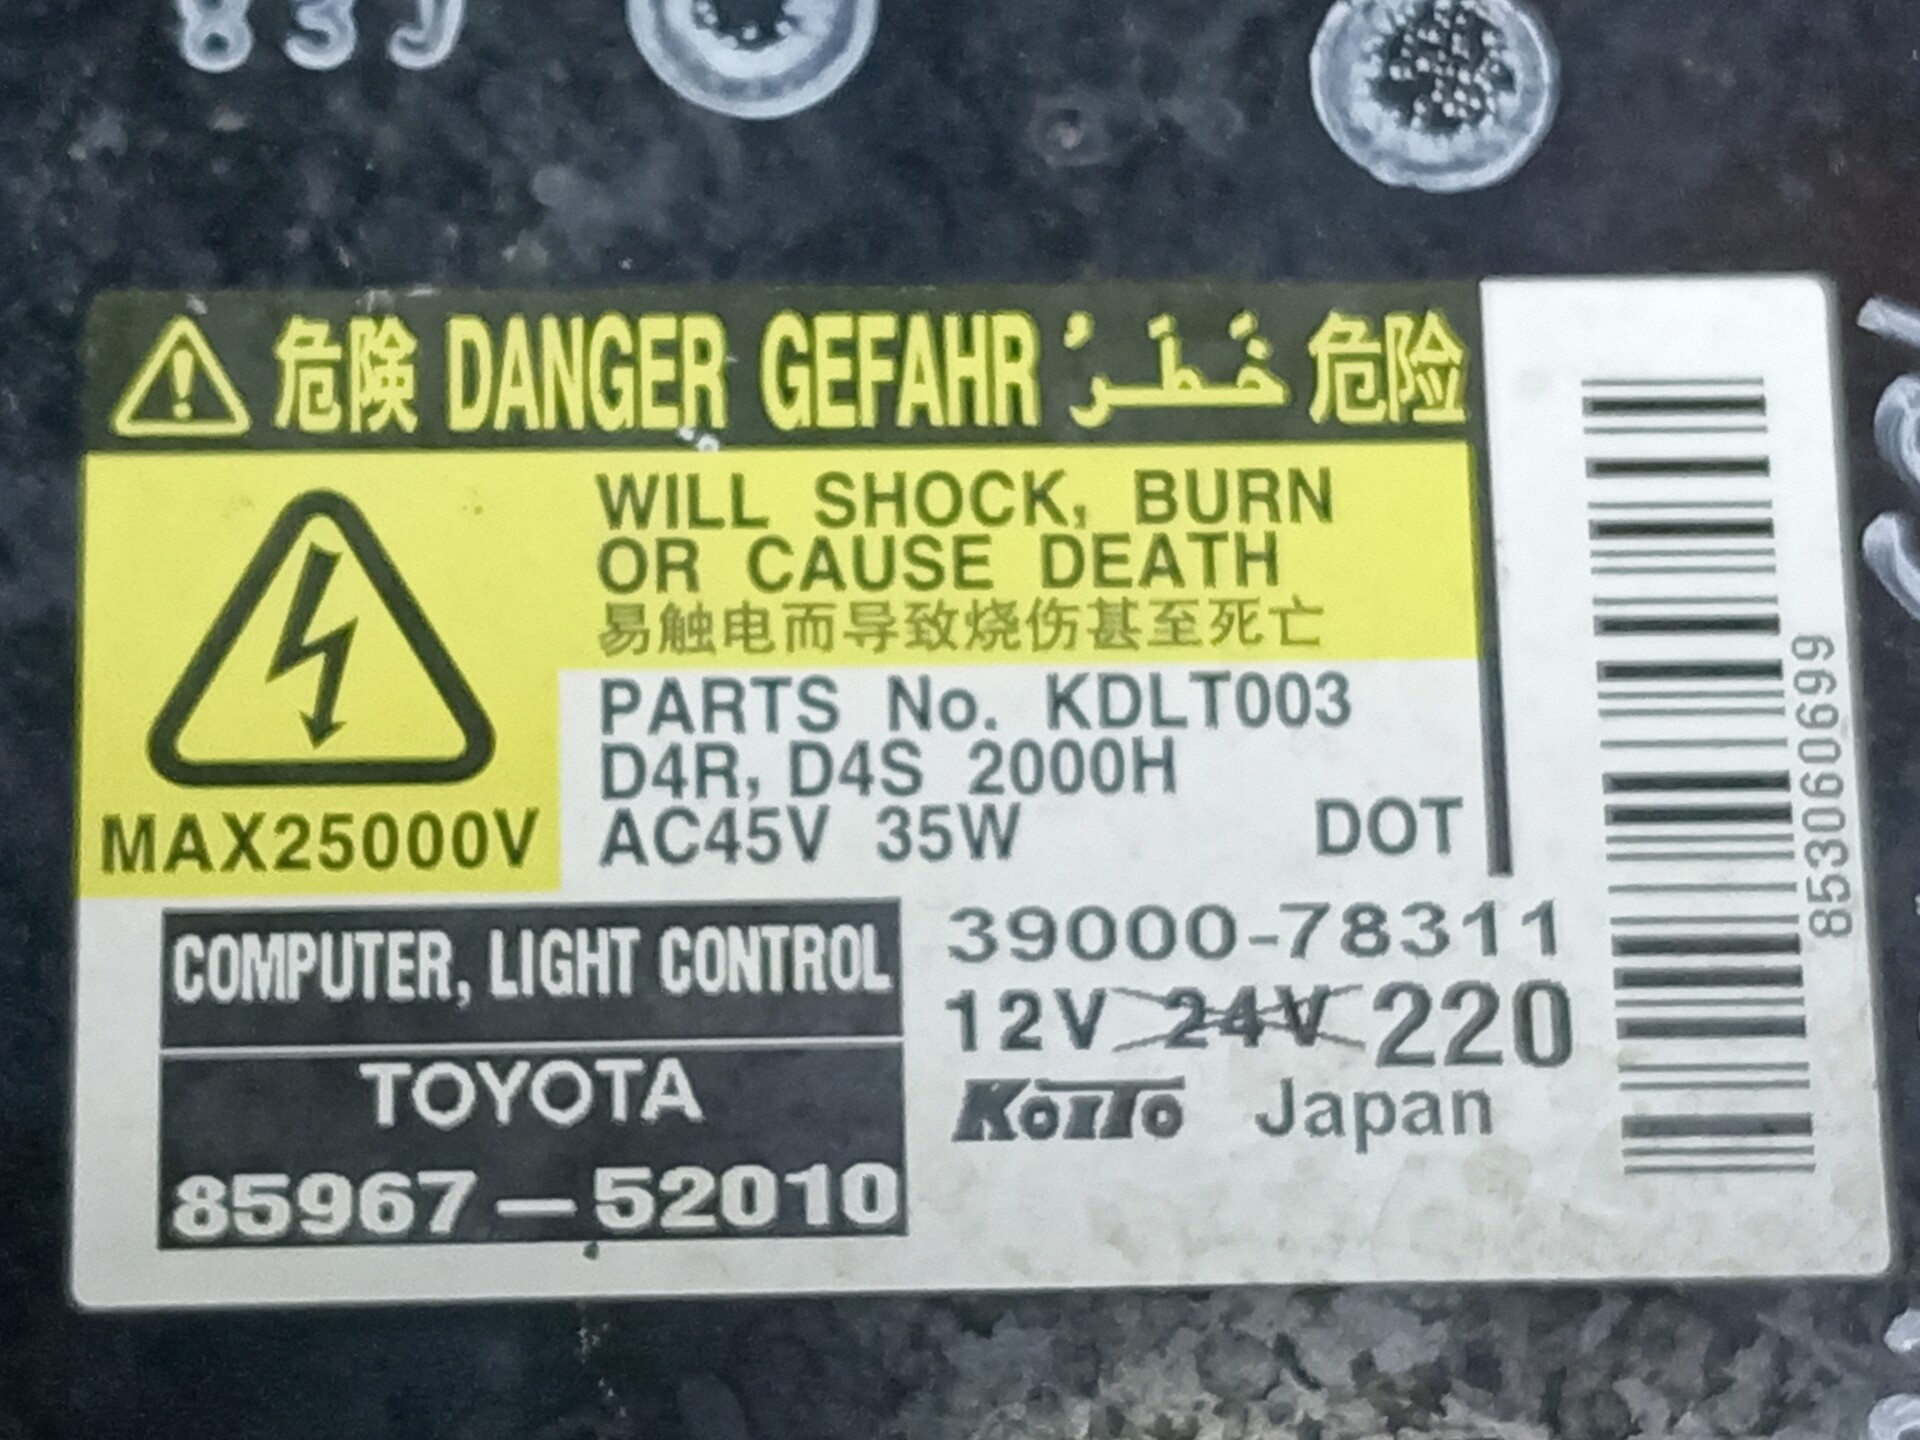 83J
危険 DANGER GEFAHR خَطَرُ 危险
WILL SHOCK, BURN
OR CAUSE DEATH
易触电而导致烧伤甚至死亡
MAX25000V
PARTS No. KDLT003
D4R, D4S 2000H
AC45V 35W DOT
COMPUTER, LIGHT CONTROL
TOYOTA
85967-52010
39000-78311
12V 24V 220
KOITO Japan
853060699